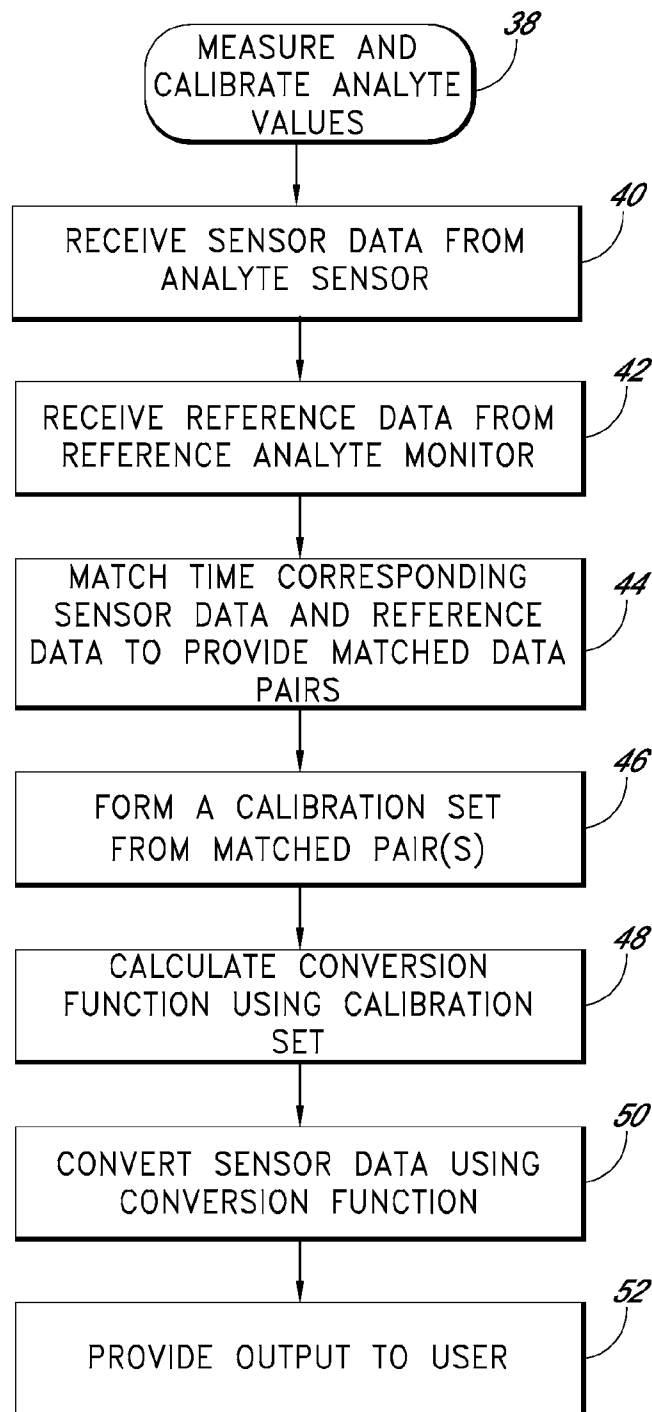 38
MEASURE AND
CALIBRATE ANALYTE
VALUES
40
RECEIVE SENSOR DATA FROM
ANALYTE SENSOR
42
RECEIVE REFERENCE DATA FROM
REFERENCE ANALYTE MONITOR
44
MATCH TIME CORRESPONDING
SENSOR DATA AND REFERENCE
DATA TO PROVIDE MATCHED DATA
PAIRS
46
FORM A CALIBRATION SET
FROM MATCHED PAIR(S)
48
CALCULATE CONVERSION
FUNCTION USING CALIBRATION
SET
50
CONVERT SENSOR DATA USING
CONVERSION FUNCTION
52
PROVIDE OUTPUT TO USER